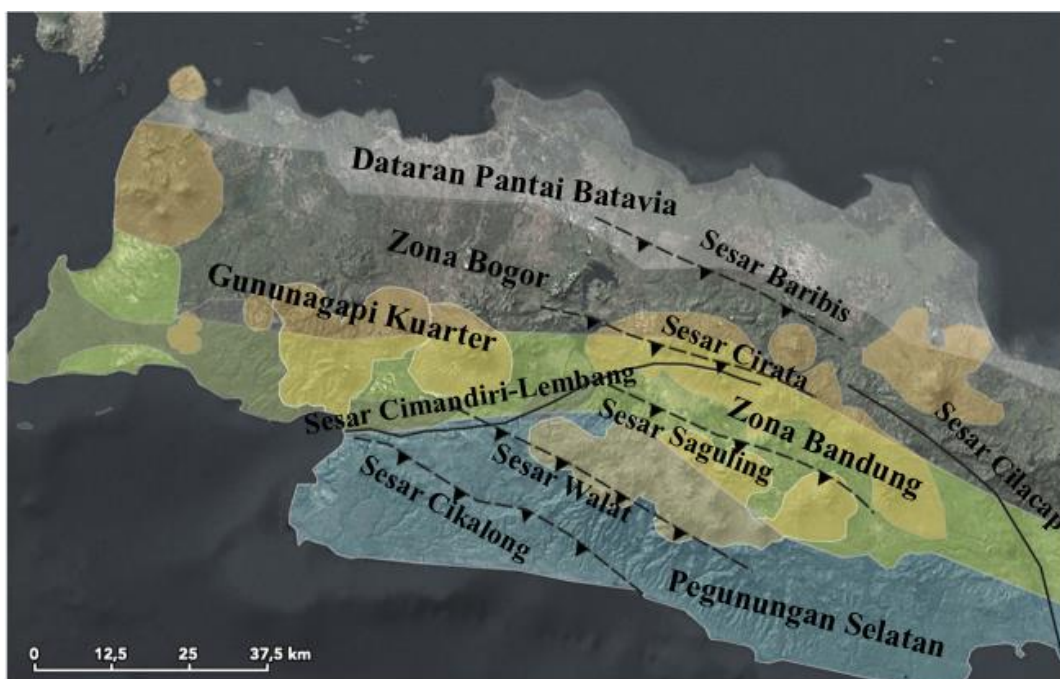 Dataran Pantai Batavia
Sesar Baribis
Zona Bogor
Gununagapi Kuarter
Sesar Cirata
Sesar Cimandiri-Lembang
Zona Bandung
Sesar Cilacap
Sesar Saguling
Sesar Walat
Sesar Cikalong
Pegunungan Selatan
0 12,5 25 37,5 km